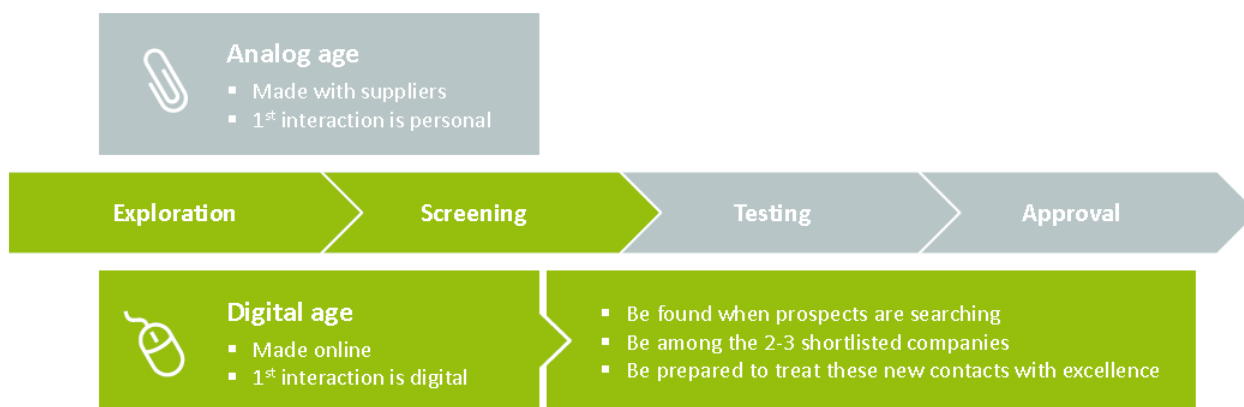 Analog age
▪ Made with suppliers
▪ 1st interaction is personal
Exploration
Screening
Testing
Approval
Digital age
▪ Made online
▪ 1st interaction is digital
▪ Be found when prospects are searching
▪ Be among the 2-3 shortlisted companies
▪ Be prepared to treat these new contacts with excellence